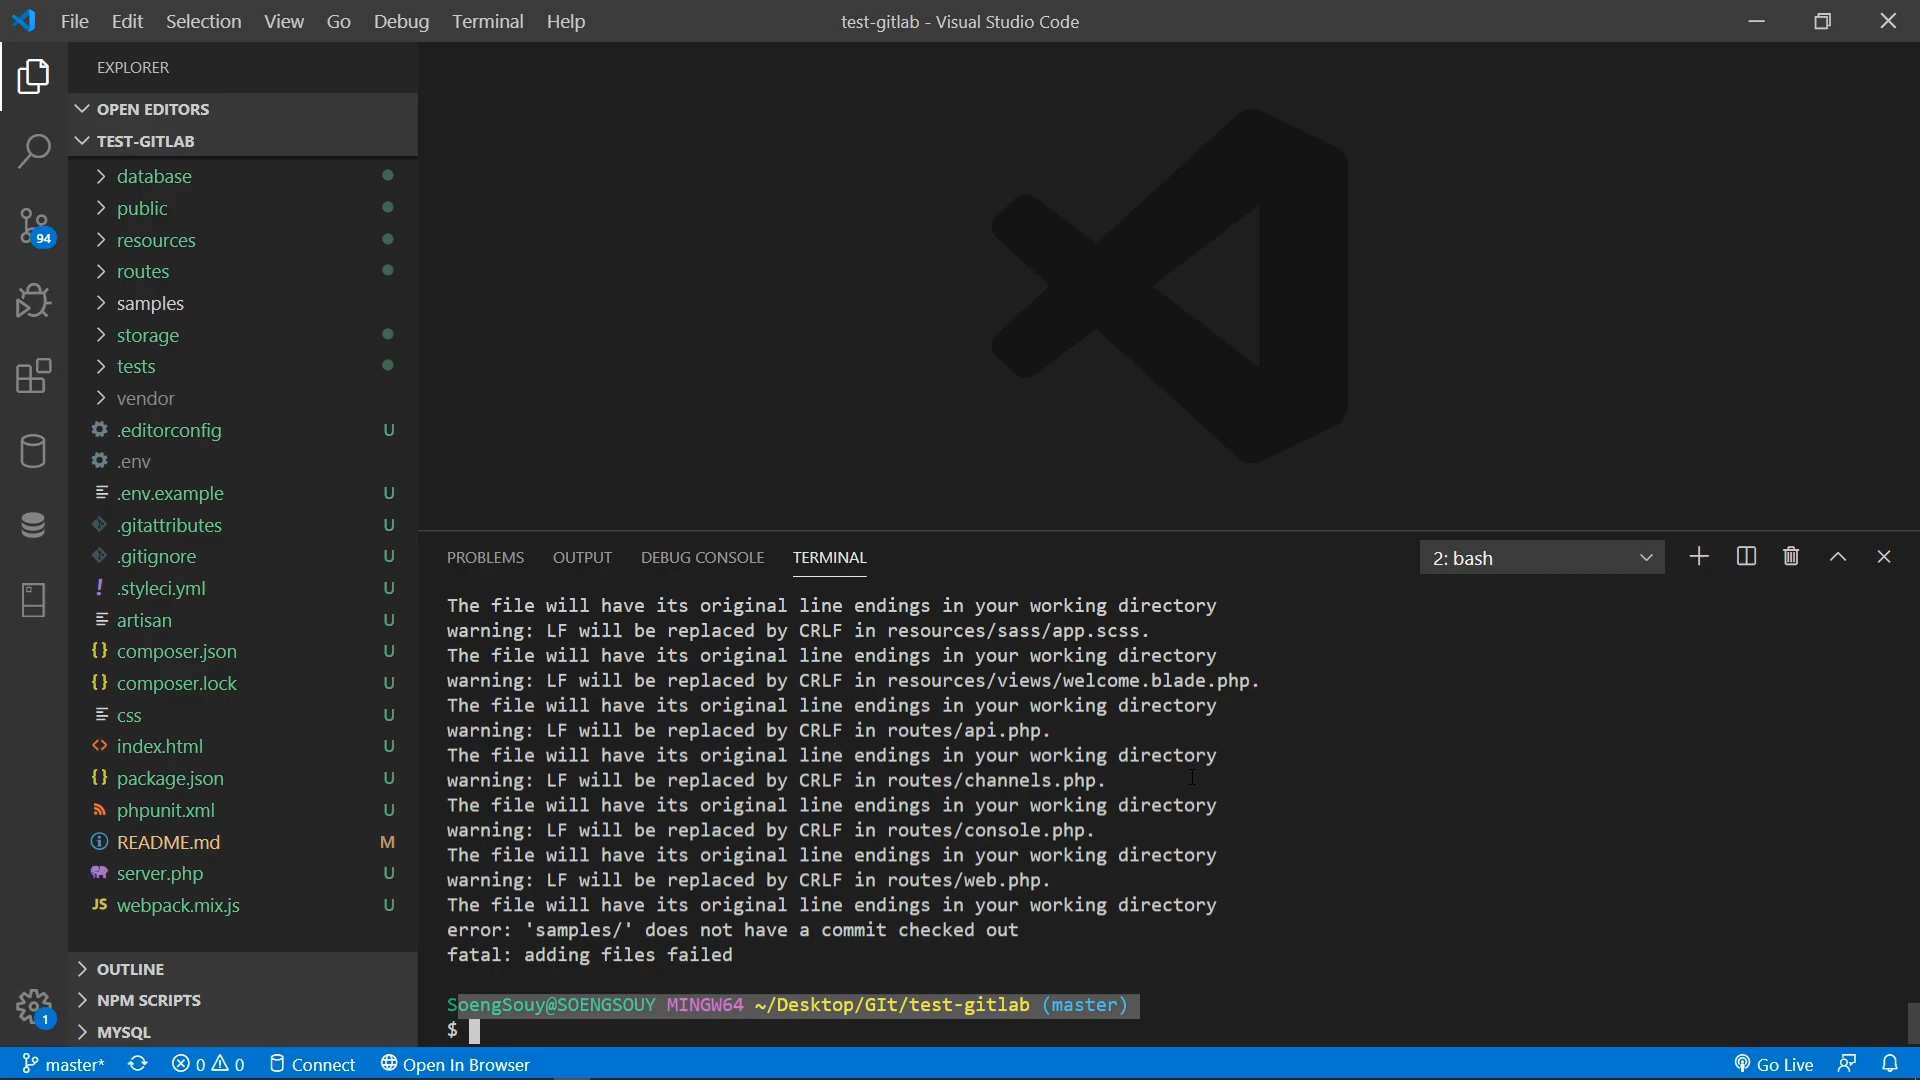 File Edit Selection View Go Debug Terminal Help
test-gitlab - Visual Studio Code
EXPLORER
OPEN EDITORS
TEST-GITLAB
database
public
resources
routes
samples
storage
tests
vendor
.editorconfig U
.env
.env.example U
.gitattributes U
.gitignore U
! .styleci.yml U
artisan U
{} composer.json U
{} composer.lock U
css U
<> index.html U
{} package.json U
phpunit.xml U
README.md M
server.php U
JS webpack.mix.js U
OUTLINE
NPM SCRIPTS
MYSQL
94
1
PROBLEMS OUTPUT DEBUG CONSOLE TERMINAL
2: bash
The file will have its original line endings in your working directory
warning: LF will be replaced by CRLF in resources/sass/app.scss.
The file will have its original line endings in your working directory
warning: LF will be replaced by CRLF in resources/views/welcome.blade.php.
The file will have its original line endings in your working directory
warning: LF will be replaced by CRLF in routes/api.php.
The file will have its original line endings in your working directory
warning: LF will be replaced by CRLF in routes/channels.php.
The file will have its original line endings in your working directory
warning: LF will be replaced by CRLF in routes/console.php.
The file will have its original line endings in your working directory
warning: LF will be replaced by CRLF in routes/web.php.
The file will have its original line endings in your working directory
error: 'samples/' does not have a commit checked out
fatal: adding files failed
SoengSouy@SOENGSOUY MINGW64 ~/Desktop/GIt/test-gitlab (master)
$
master* 0 0 Connect Open In Browser
Go Live